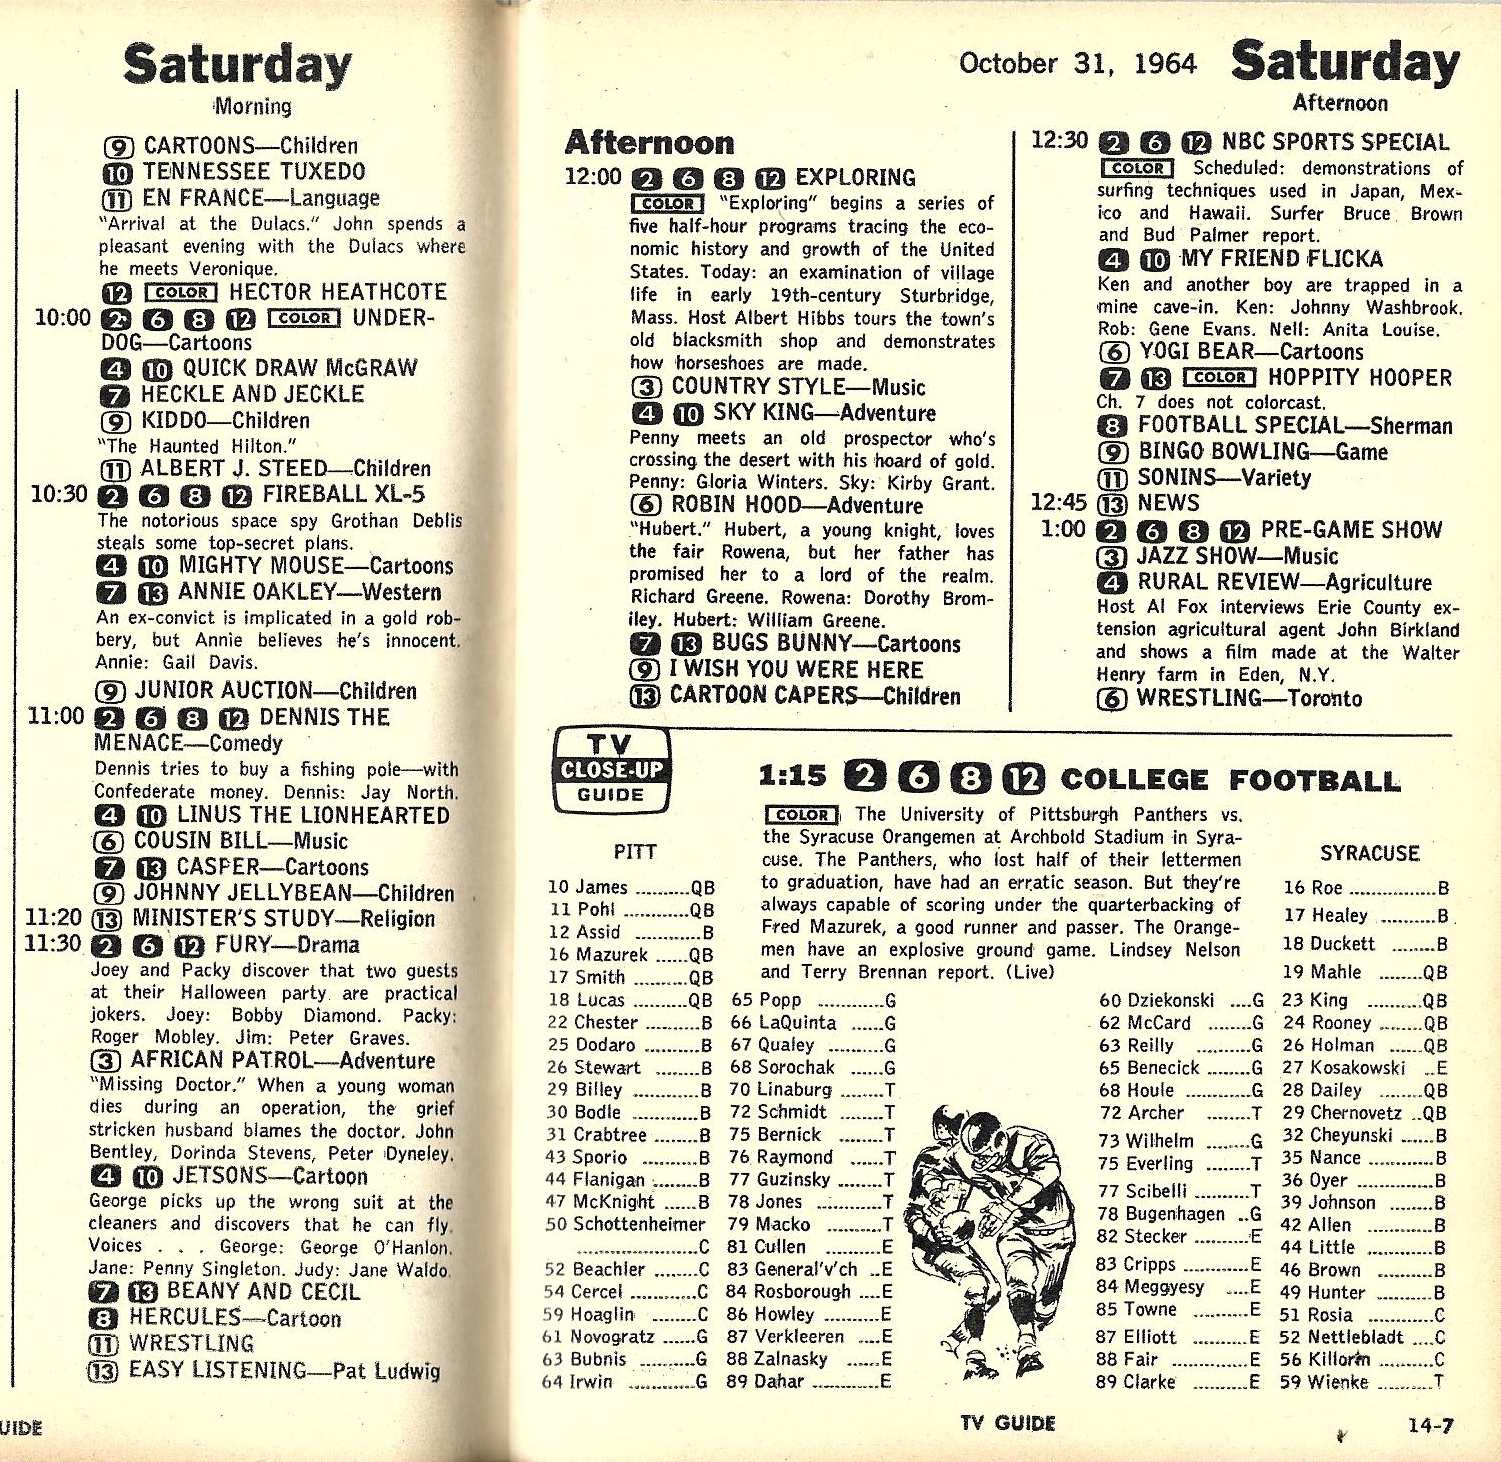 Saturday
Morning
9 CARTOONS—Children
10 TENNESSEE TUXEDO
11 EN FRANCE—Language
"Arrival at the Dulacs." John spends a
pleasant evening with the Dulacs where
he meets Veronique.
12 COLOR HECTOR HEATHCOTE
10:00 2 6 8 12 COLOR UNDER-
DOG—Cartoons
4 10 QUICK DRAW McGRAW
7 HECKLE AND JECKLE
9 KIDDO—Children
"The Haunted Hilton."
11 ALBERT J. STEED—Children
10:30 2 6 8 12 FIREBALL XL-5
The notorious space spy Grothan Deblis
steals some top-secret plans.
4 10 MIGHTY MOUSE—Cartoons
7 13 ANNIE OAKLEY—Western
An ex-convict is implicated in a gold rob-
bery, but Annie believes he's innocent.
Annie: Gail Davis.
9 JUNIOR AUCTION—Children
11:00 2 6 8 12 DENNIS THE
MENACE—Comedy
Dennis tries to buy a fishing pole—with
Confederate money. Dennis: Jay North.
4 10 LINUS THE LIONHEARTED
6 COUSIN BILL—Music
7 13 CASPER—Cartoons
9 JOHNNY JELLYBEAN—Children
11:20 13 MINISTER'S STUDY—Religion
11:30 2 6 12 FURY—Drama
Joey and Packy discover that two guests
at their Halloween party are practical
jokers. Joey: Bobby Diamond. Packy:
Roger Mobley. Jim: Peter Graves.
3 AFRICAN PATROL—Adventure
"Missing Doctor." When a young woman
dies during an operation, the grief
stricken husband blames the doctor. John
Bentley, Dorinda Stevens, Peter Dyneley.
4 10 JETSONS—Cartoon
George picks up the wrong suit at the
cleaners and discovers that he can fly.
Voices . . . George: George O'Hanlon.
Jane: Penny Singleton. Judy: Jane Waldo.
7 13 BEANY AND CECIL
8 HERCULES—Cartoon
11 WRESTLING
13 EASY LISTENING—Pat Ludwig
UIDE
October 31, 1964 Saturday
Afternoon
Afternoon
12:00 2 6 8 12 EXPLORING
COLOR "Exploring" begins a series of
five half-hour programs tracing the eco-
nomic history and growth of the United
States. Today: an examination of village
life in early 19th-century Sturbridge,
Mass. Host Albert Hibbs tours the town's
old blacksmith shop and demonstrates
how horseshoes are made.
3 COUNTRY STYLE—Music
4 10 SKY KING—Adventure
Penny meets an old prospector who's
crossing the desert with his hoard of gold.
Penny: Gloria Winters. Sky: Kirby Grant.
6 ROBIN HOOD—Adventure
"Hubert." Hubert, a young knight, loves
the fair Rowena, but her father has
promised her to a lord of the realm.
Richard Greene. Rowena: Dorothy Brom-
iley. Hubert: William Greene.
7 13 BUGS BUNNY—Cartoons
9 I WISH YOU WERE HERE
13 CARTOON CAPERS—Children
12:30 2 6 12 NBC SPORTS SPECIAL
COLOR Scheduled: demonstrations of
surfing techniques used in Japan, Mex-
ico and Hawaii. Surfer Bruce Brown
and Bud Palmer report.
4 10 MY FRIEND FLICKA
Ken and another boy are trapped in a
mine cave-in. Ken: Johnny Washbrook.
Rob: Gene Evans. Nell: Anita Louise.
6 YOGI BEAR—Cartoons
7 13 COLOR HOPPITY HOOPER
Ch. 7 does not colorcast.
8 FOOTBALL SPECIAL—Sherman
9 BINGO BOWLING—Game
11 SONINS—Variety
12:45 13 NEWS
1:00 2 6 8 12 PRE-GAME SHOW
3 JAZZ SHOW—Music
4 RURAL REVIEW—Agriculture
Host Al Fox interviews Erie County ex-
tension agricultural agent John Birkland
and shows a film made at the Walter
Henry farm in Eden, N.Y.
6 WRESTLING—Toronto
TV
CLOSE-UP
GUIDE
1:15 2 6 8 12 COLLEGE FOOTBALL
COLOR The University of Pittsburgh Panthers vs.
the Syracuse Orangemen at Archbold Stadium in Syra-
cuse. The Panthers, who lost half of their lettermen
to graduation, have had an erratic season. But they're
always capable of scoring under the quarterbacking of
Fred Mazurek, a good runner and passer. The Orange-
men have an explosive ground game. Lindsey Nelson
and Terry Brennan report. (Live)
PITT
10 James ..........QB
11 Pohl ............QB
12 Assid ............B
16 Mazurek ......QB
17 Smith ..........QB
18 Lucas ..........QB
22 Chester ..........B
25 Dodaro ..........B
26 Stewart ..........B
29 Billey ............B
30 Bodle ............B
31 Crabtree ........B
43 Sporio ..........B
44 Flanigan ........B
47 McKnight ......B
50 Schottenheimer
......................C
52 Beachler ........C
54 Cercel ............C
59 Hoaglin ........C
61 Novogratz ......G
63 Bubnis ..........G
64 Irwin ............G
65 Popp ............G
66 LaQuinta ......G
67 Qualey ..........G
68 Sorochak ......G
70 Linaburg ........T
72 Schmidt ........T
75 Bernick ........T
76 Raymond ......T
77 Guzinsky ........T
78 Jones ............T
79 Macko ..........T
81 Cullen ..........E
83 General'v'ch ..E
84 Rosborough ....E
86 Howley ..........E
87 Verkleeren ....E
88 Zalnasky ......E
89 Dahar ............E
SYRACUSE
60 Dziekonski ....G
62 McCard ........G
63 Reilly ..........G
65 Benecick ........G
68 Houle ............G
72 Archer ........T
73 Wilhelm ........G
75 Everling ........T
77 Scibelli ..........T
78 Bugenhagen ..G
82 Stecker ..........E
83 Cripps ............E
84 Meggyesy ....E
85 Towne ..........E
87 Elliott ..........E
88 Fair ..............E
89 Clarke ..........E
16 Roe ................B
17 Healey ..........B
18 Duckett ........B
19 Mahle ........QB
23 King ..........QB
24 Rooney ........QB
26 Holman ......QB
27 Kosakowski ..E
28 Dailey ........QB
29 Chernovetz ..QB
32 Cheyunski ......B
35 Nance ............B
36 Oyer ..............B
39 Johnson ........B
42 Allen ............B
44 Little ............B
46 Brown ..........B
49 Hunter ..........B
51 Rosia ............C
52 Nettlebladt ....C
56 Killorin ..........C
59 Wienke ..........T
TV GUIDE
14-7